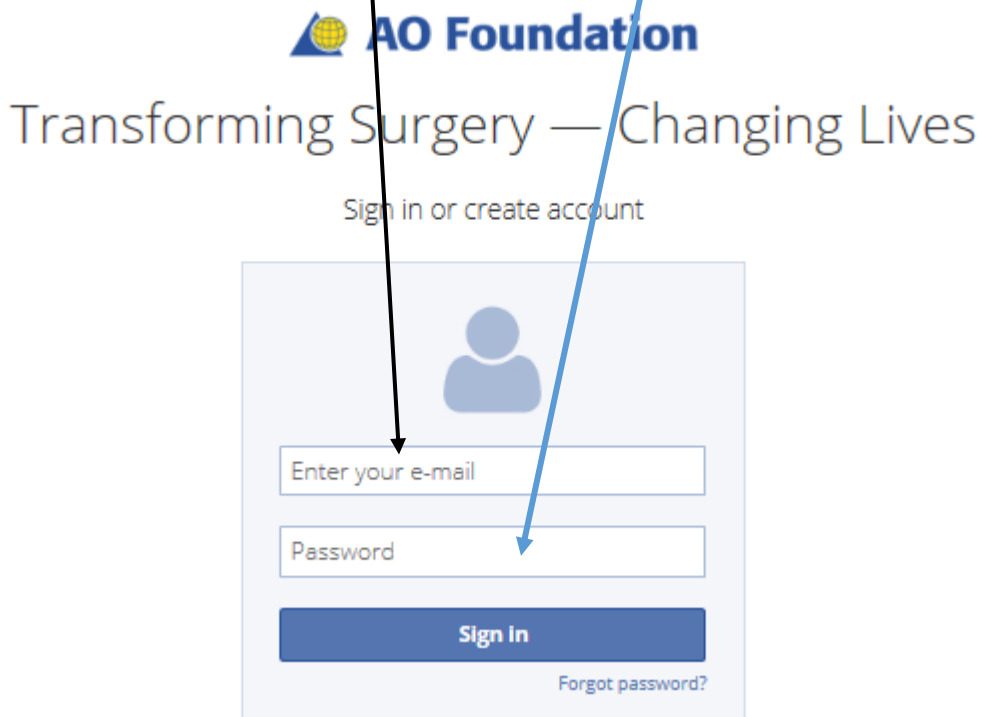 AO Foundation
Transforming Surgery — Changing Lives
Sign in or create account
Enter your e-mail
Password
Sign in
Forgot password?